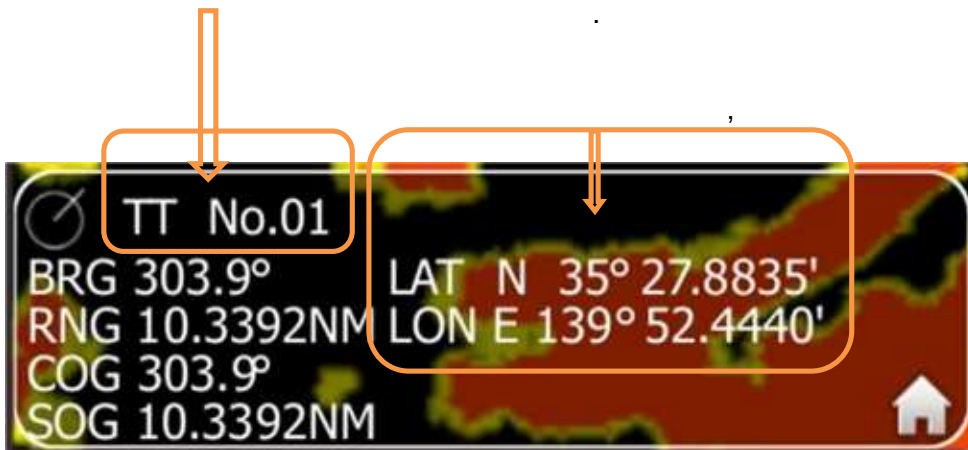 .
,
TT No.01
BRG 303.9°
RNG 10.3392NM
COG 303.9°
SOG 10.3392NM
LAT N 35° 27.8835'
LON E 139° 52.4440'